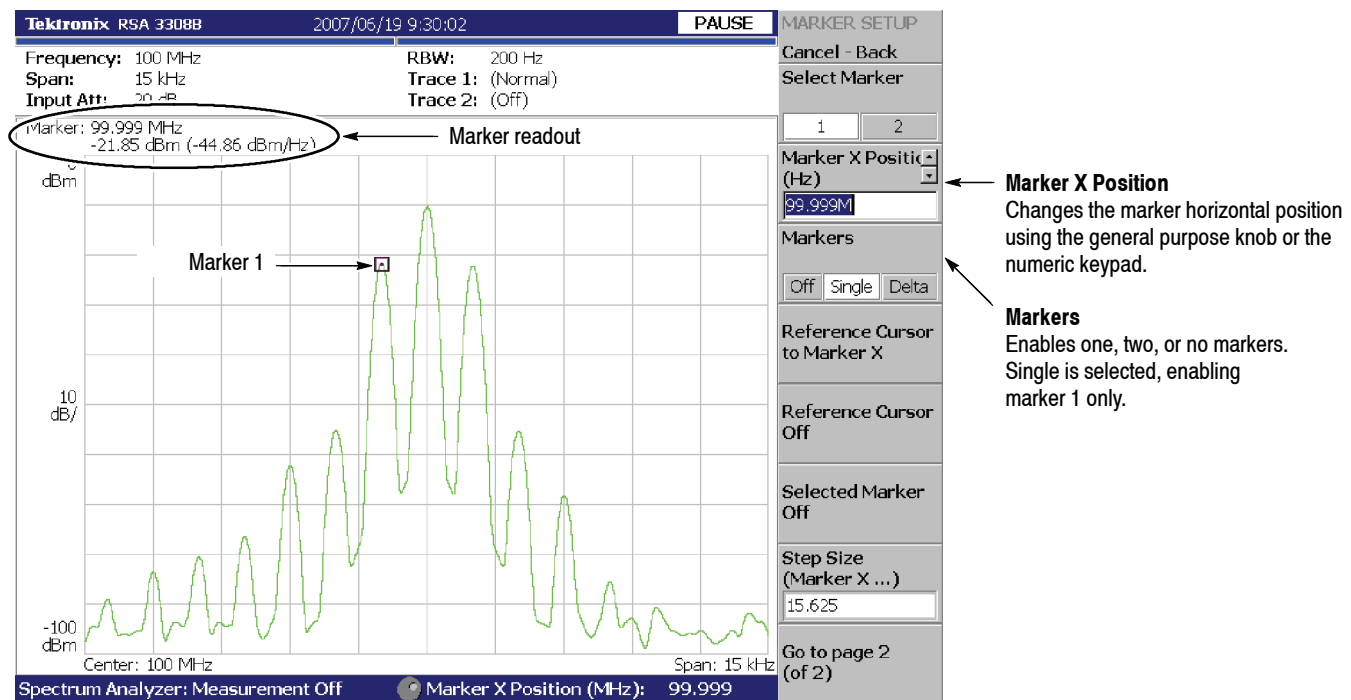 Tektronix RSA 3308B 2007/06/19 9:30:02 PAUSE
Frequency: 100 MHz RBW: 200 Hz
Span: 15 kHz Trace 1: (Normal)
Input Att: 20 dB Trace 2: (Off)
Marker: 99.999 MHz
-21.85 dBm (-44.86 dBm/Hz)
Marker readout
0
dBm
Marker 1
10
dB/
-100
dBm
Center: 100 MHz Span: 15 kHz
Spectrum Analyzer: Measurement Off Marker X Position (MHz): 99.999
MARKER SETUP
Cancel - Back
Select Marker
1 2
Marker X Positic
(Hz)
99.999M
Markers
Off Single Delta
Reference Cursor
to Marker X
Reference Cursor
Off
Selected Marker
Off
Step Size
(Marker X ...)
15.625
Go to page 2
(of 2)
Marker X Position
Changes the marker horizontal position
using the general purpose knob or the
numeric keypad.
Markers
Enables one, two, or no markers.
Single is selected, enabling
marker 1 only.